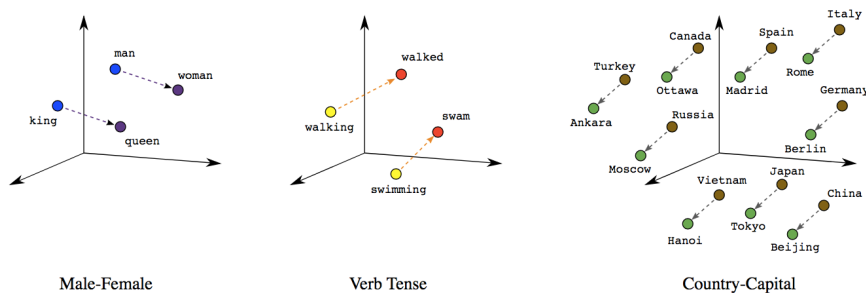 man
woman
king
queen
Male-Female
walked
walking
swam
swimming
Verb Tense
Italy
Canada
Spain
Turkey
Rome
Ottawa
Madrid
Germany
Ankara
Russia
Berlin
Moscow
Vietnam
Japan
China
Tokyo
Hanoi
Beijing
Country-Capital